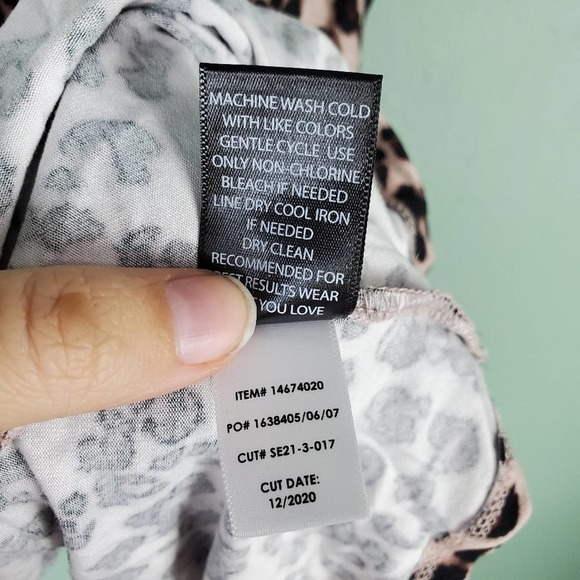 MACHINE WASH COLD
WITH LIKE COLORS
GENTLE CYCLE USE
ONLY NON-CHLORINE
BLEACH IF NEEDED
LINE DRY COOL IRON
IF NEEDED
DRY CLEAN
RECOMMENDED FOR
BEST RESULTS WEAR
YOU LOVE
ITEM# 14674020
PO# 1638405/06/07
CUT# SE21-3-017
CUT DATE:
12/2020